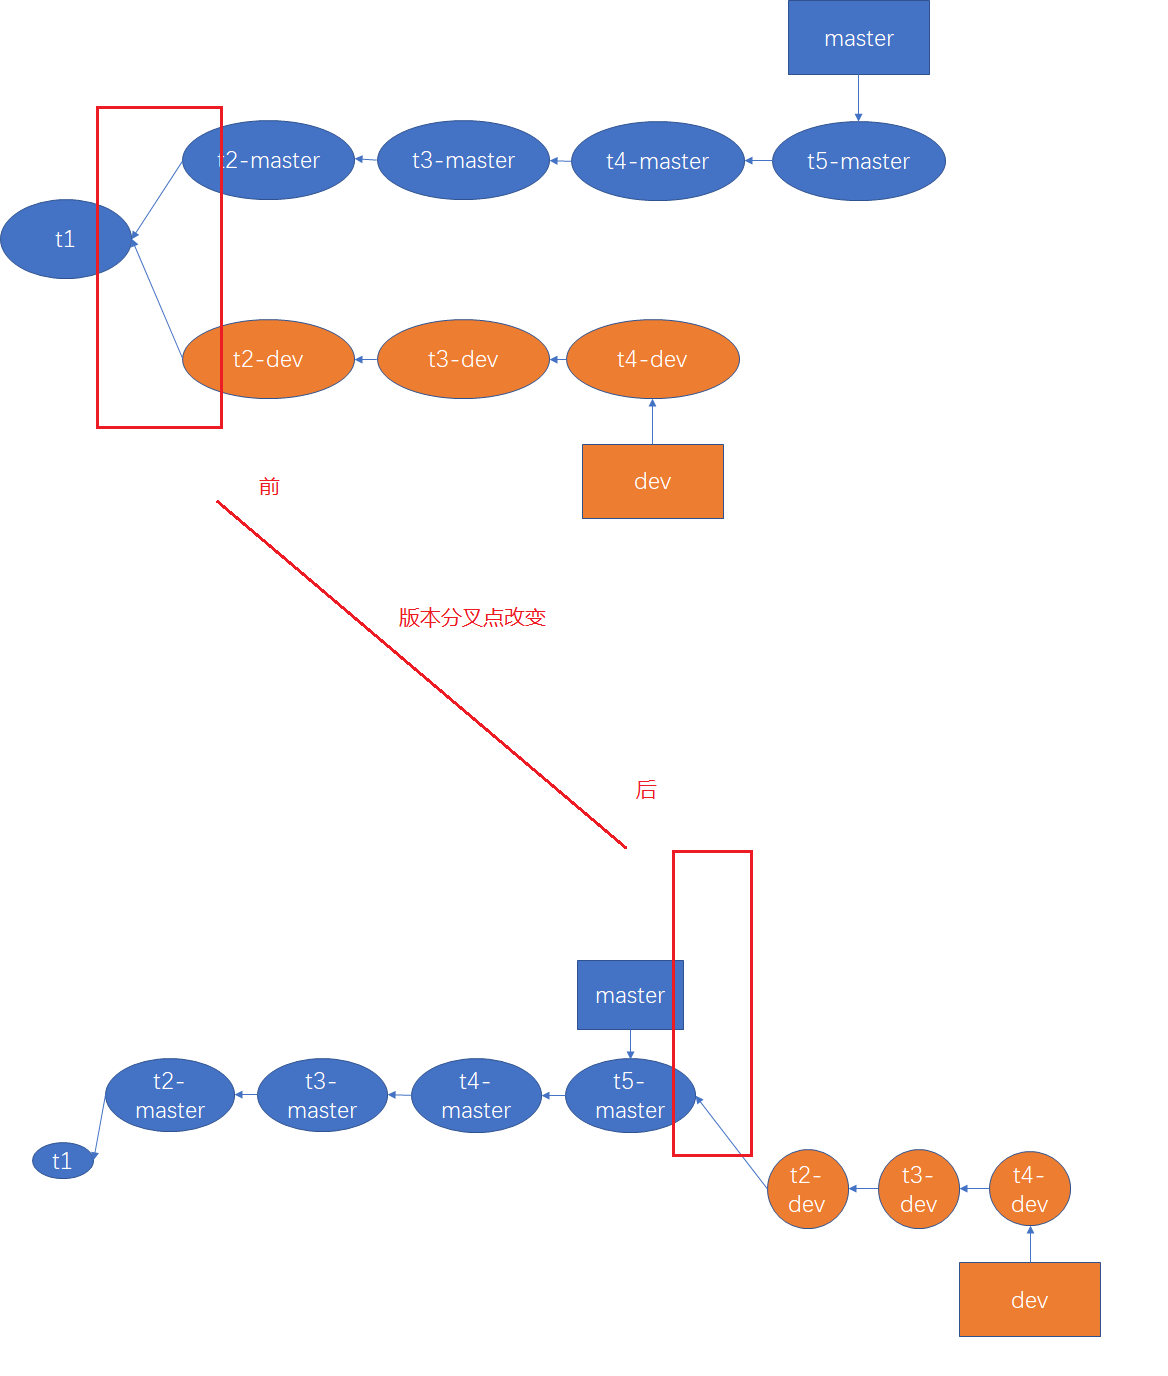 master
t2-master
t3-master
t4-master
t5-master
t1
t2-dev
t3-dev
t4-dev
dev
前
版本分叉点改变
后
master
t2-
master
t3-
master
t4-
master
t5-
master
t1
t2-
dev
t3-
dev
t4-
dev
dev